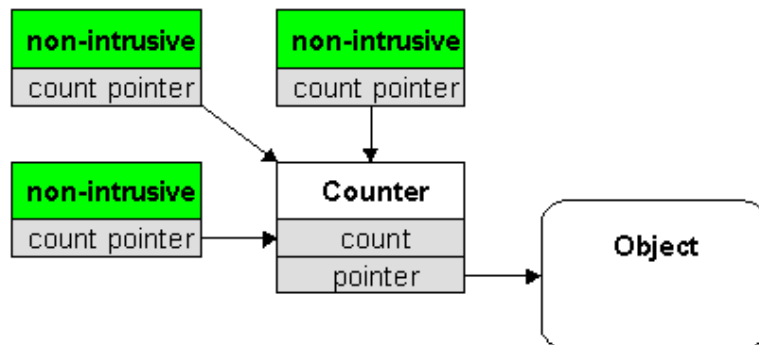 non-intrusive
count pointer
non-intrusive
count pointer
non-intrusive
count pointer
Counter
count
pointer
Object